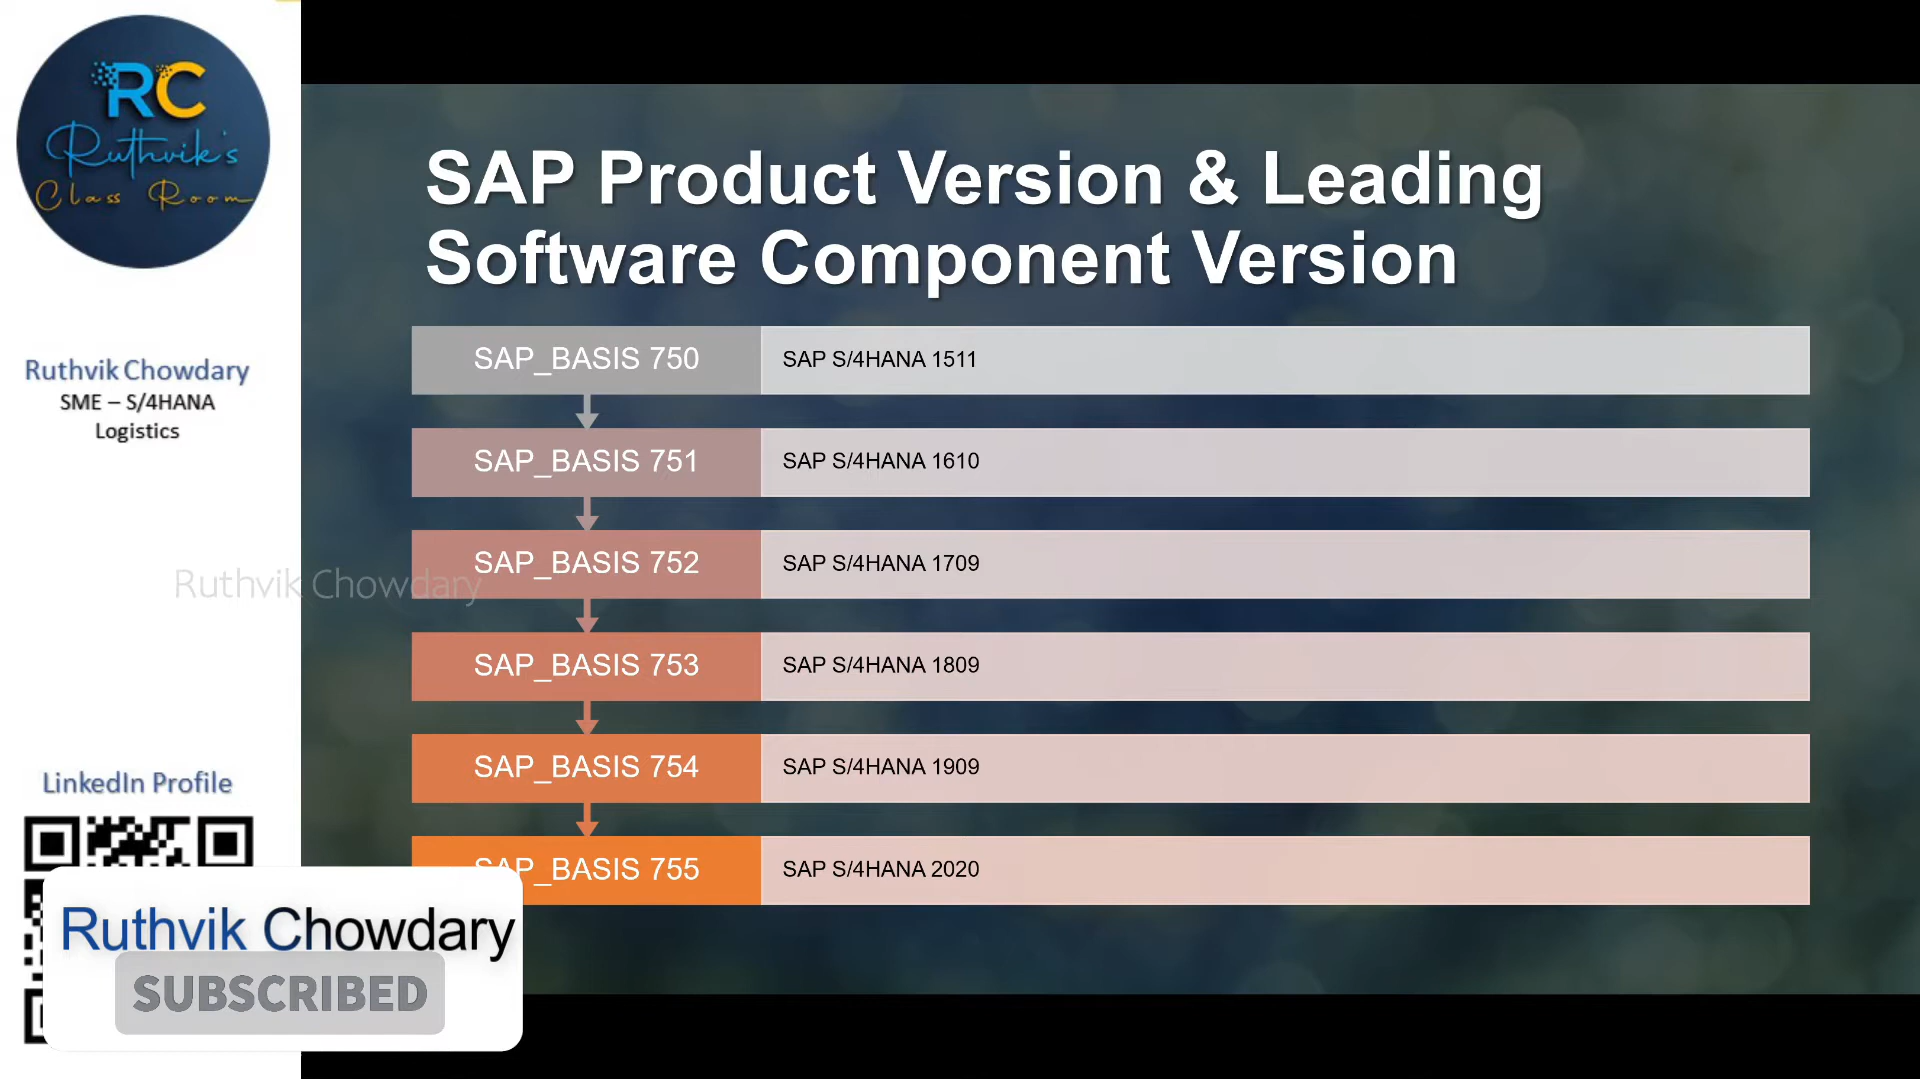 RC
Ruthvik's
Class Room
Ruthvik Chowdary
SME – S/4HANA
Logistics
Ruthvik Chowdary
LinkedIn Profile
Ruthvik Chowdary
SUBSCRIBED
SAP Product Version & Leading
Software Component Version
SAP_BASIS 750 SAP S/4HANA 1511
SAP_BASIS 751 SAP S/4HANA 1610
SAP_BASIS 752 SAP S/4HANA 1709
SAP_BASIS 753 SAP S/4HANA 1809
SAP_BASIS 754 SAP S/4HANA 1909
SAP_BASIS 755 SAP S/4HANA 2020